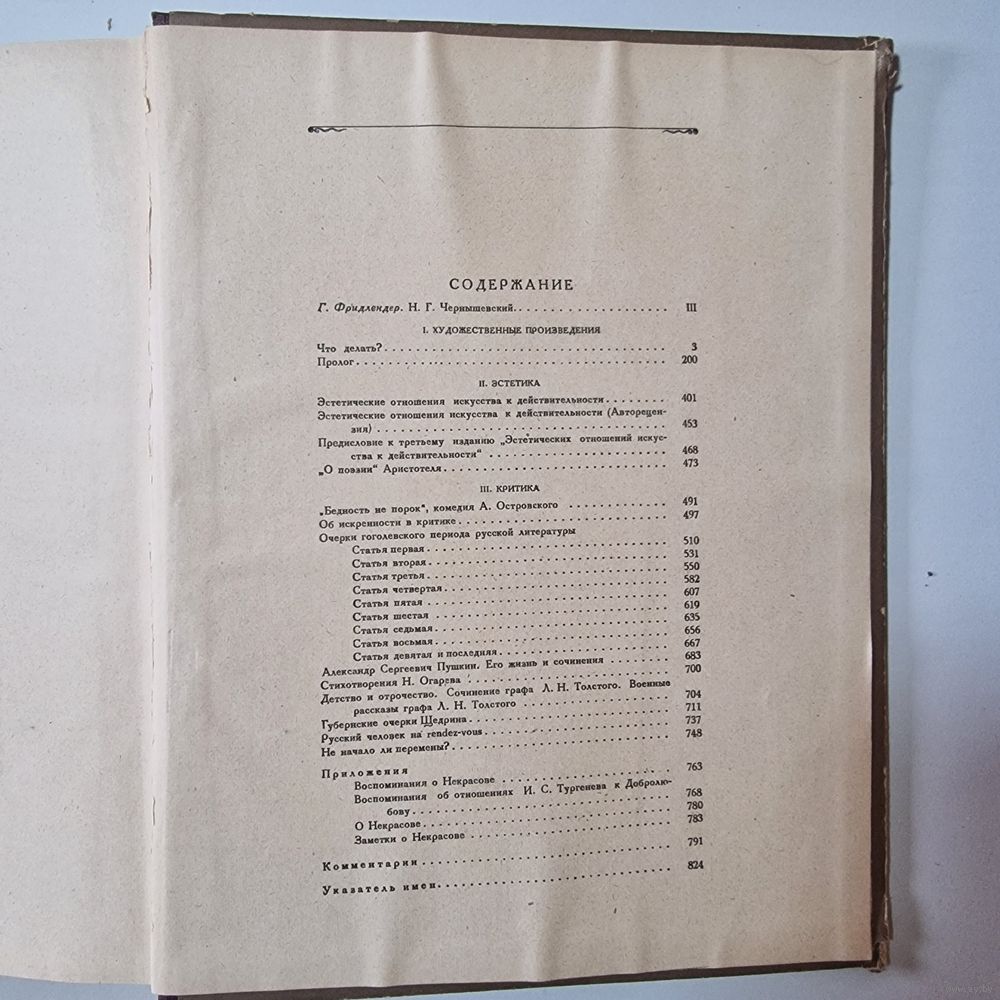 СОДЕРЖАНИЕ
Г. Фридлендер. Н. Г. Чернышевский. . . . . . . . . . . . . . . . . . . . III
I. ХУДОЖЕСТВЕННЫЕ ПРОИЗВЕДЕНИЯ
Что делать? . . . . . . . . . . . . . . . . . . . . 3
Пролог . . . . . . . . . . . . . . . . . . . . 200
II. ЭСТЕТИКА
Эстетические отношения искусства к действительности . . . . . . . . 401
Эстетические отношения искусства к действительности (Авторецен-
зия) . . . . . . . . . . . . . . . . . . . . 453
Предисловие к третьему изданию „Эстетических отношений искус-
ства к действительности“ . . . . . . . . . . . . . . . . 468
„О поэзии“ Аристотеля . . . . . . . . . . . . . . . . . . . . 473
III. КРИТИКА
„Бедность не порок“, комедия А. Островского . . . . . . . . . . . . 491
Об искренности в критике . . . . . . . . . . . . . . . . . . . . 497
Очерки гоголевского периода русской литературы
Статья первая . . . . . . . . . . . . . . . . . . . . 510
Статья вторая . . . . . . . . . . . . . . . . . . . . 531
Статья третья . . . . . . . . . . . . . . . . . . . . 550
Статья четвертая . . . . . . . . . . . . . . . . . . . . 582
Статья пятая . . . . . . . . . . . . . . . . . . . . 607
Статья шестая . . . . . . . . . . . . . . . . . . . . 619
Статья седьмая . . . . . . . . . . . . . . . . . . . . 635
Статья восьмая . . . . . . . . . . . . . . . . . . . . 656
Статья девятая и последняя . . . . . . . . . . . . . . . . 667
Александр Сергеевич Пушкин. Его жизнь и сочинения . . . . . . . . 683
Стихотворения Н. Огарева . . . . . . . . . . . . . . . . . . . . 700
Детство и отрочество. Сочинение графа Л. Н. Толстого. Военные
рассказы графа Л. Н. Толстого . . . . . . . . . . . . . . . . 704
Губернские очерки Щедрина . . . . . . . . . . . . . . . . . . . . 711
Русский человек на rendez-vous . . . . . . . . . . . . . . . . . . . . 737
Не начало ли перемены? . . . . . . . . . . . . . . . . . . . . 748
Приложения
Воспоминания о Некрасове . . . . . . . . . . . . . . . . 763
Воспоминания об отношениях И. С. Тургенева к Добролю-
бову . . . . . . . . . . . . . . . . . . . . 768
О Некрасове . . . . . . . . . . . . . . . . . . . . 780
Заметки о Некрасове . . . . . . . . . . . . . . . . . . . . 783
Комментарии . . . . . . . . . . . . . . . . . . . . 791
Указатель имен . . . . . . . . . . . . . . . . . . . . 824
www.ay.by